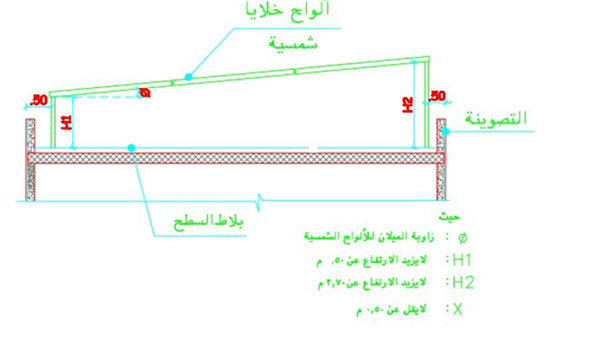 ألواح خلايا
شمسية
.50
H1
Ø
H2
.50
التصوينة
بلاط السطح
حيث
Ø : زاوية الميلان للألواح الشمسية
H1: لايزيد الارتفاع عن ٠,٥٠ م
H2: لايزيد الارتفاع عن ٢,٧٠ م
X : لايقل عن ٠,٥٠ م